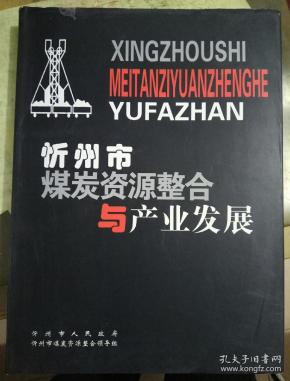 XINGZHOUSHI
MEITANZIYUANZHENGHE
YUFAZHAN
忻州市
煤炭资源整合
与产业发展
忻州市人民政府
忻州市煤炭资源整合领导组
孔夫子旧书网
www.kongfz.com